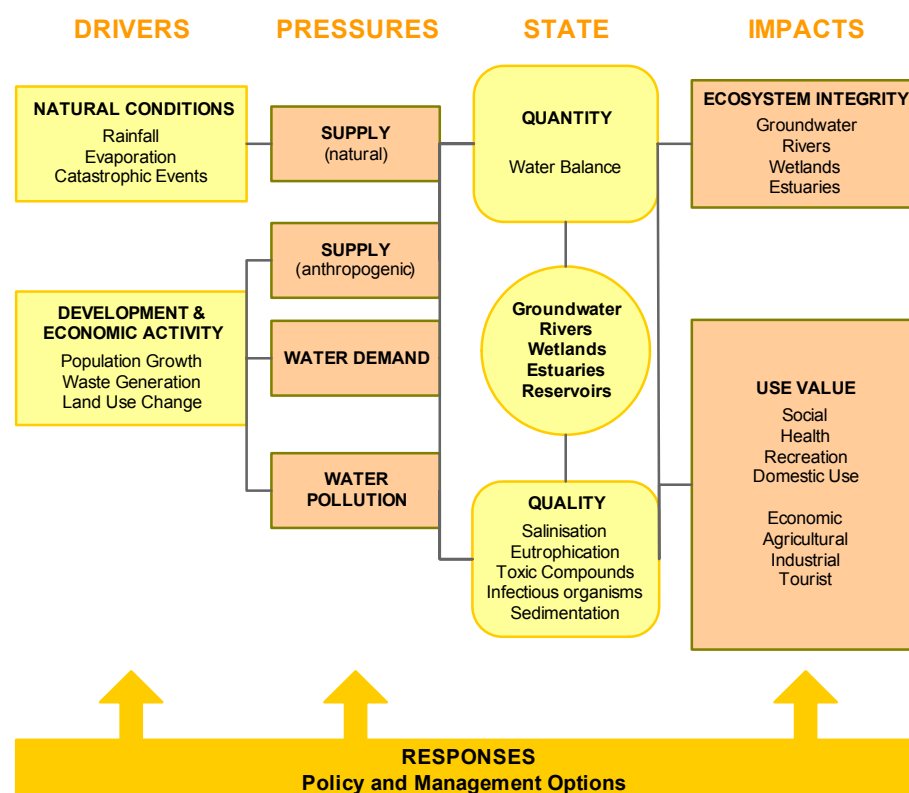 DRIVERS
PRESSURES
STATE
IMPACTS
NATURAL CONDITIONS
Rainfall
Evaporation
Catastrophic Events
DEVELOPMENT &
ECONOMIC ACTIVITY
Population Growth
Waste Generation
Land Use Change
SUPPLY
(natural)
SUPPLY
(anthropogenic)
WATER DEMAND
WATER
POLLUTION
QUANTITY
Water Balance
Groundwater
Rivers
Wetlands
Estuaries
Reservoirs
QUALITY
Salinisation
Eutrophication
Toxic Compounds
Infectious organisms
Sedimentation
ECOSYSTEM INTEGRITY
Groundwater
Rivers
Wetlands
Estuaries
USE VALUE
Social
Health
Recreation
Domestic Use
Economic
Agricultural
Industrial
Tourist
RESPONSES
Policy and Management Options